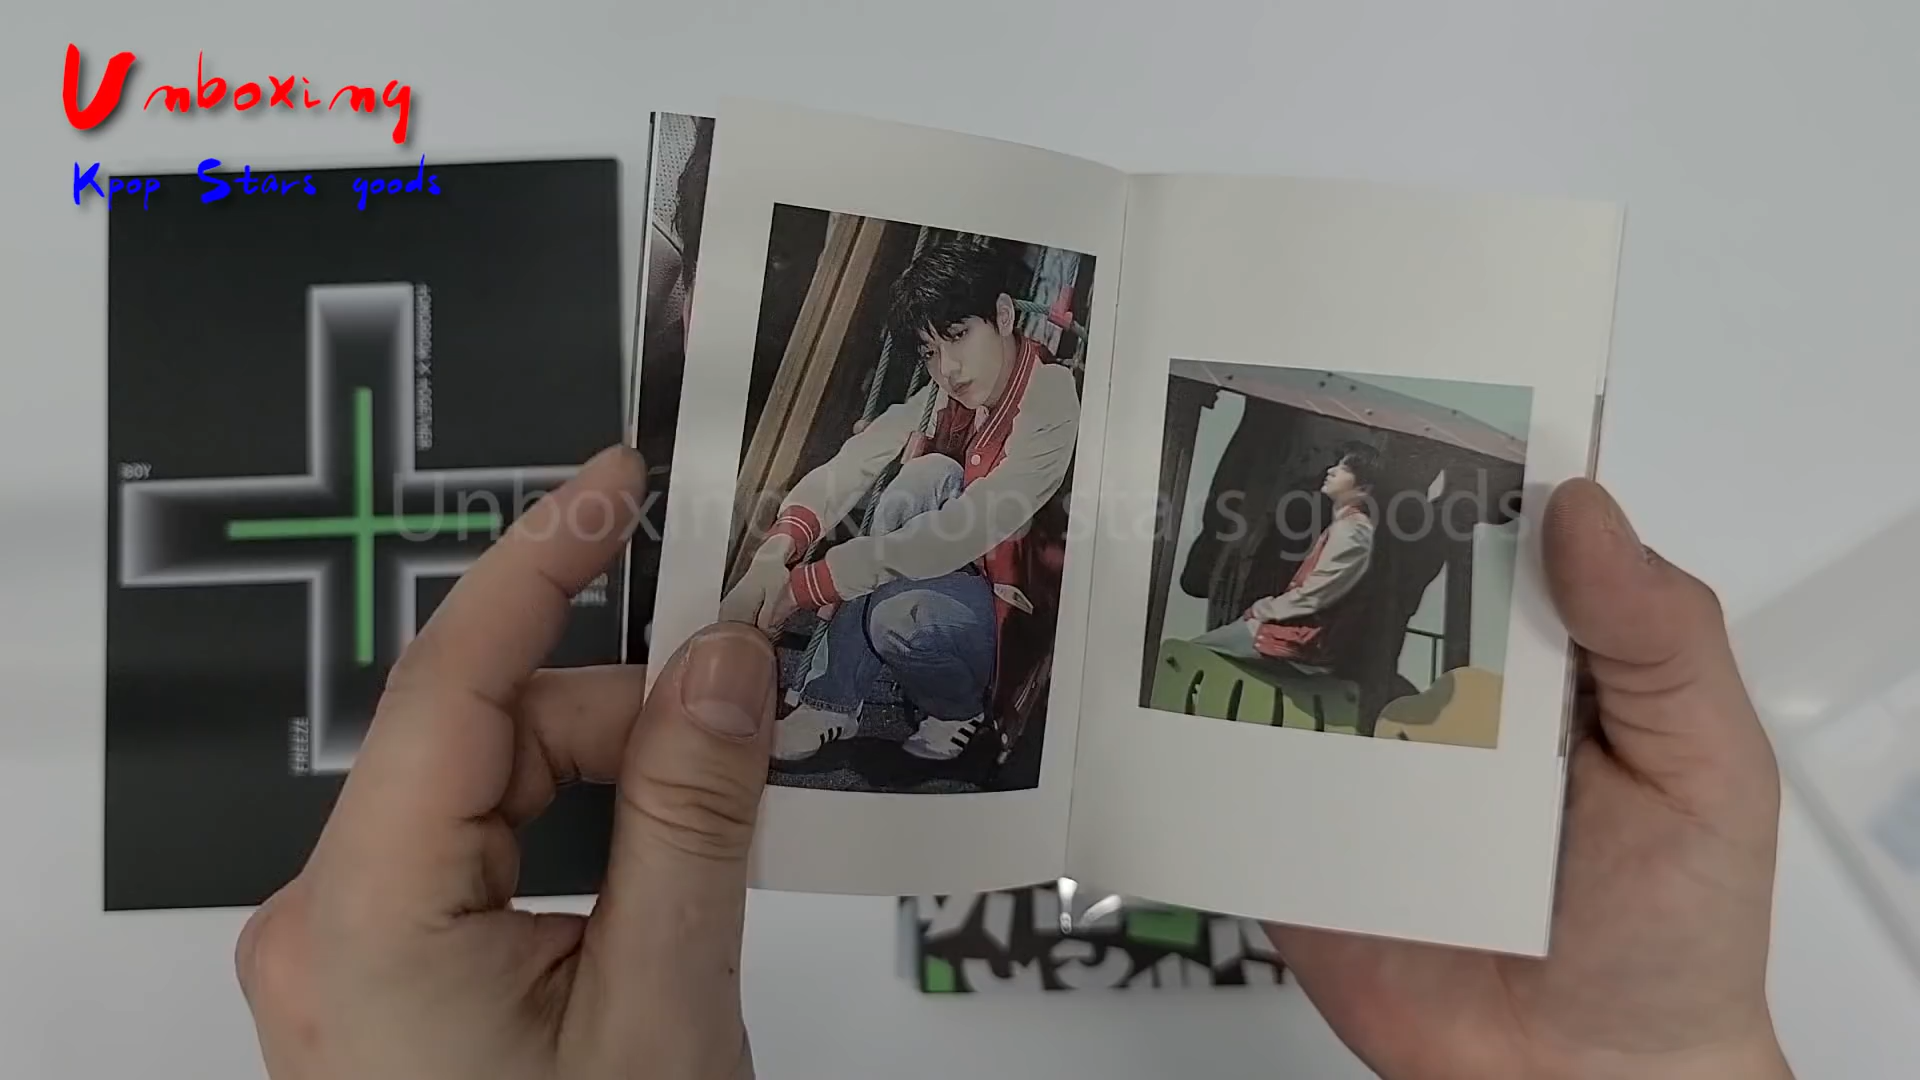 Unboxing
Kpop Stars goods
TOMORROW X TOGETHER
BOY
Unboxing kpop stars goods
FREEZE